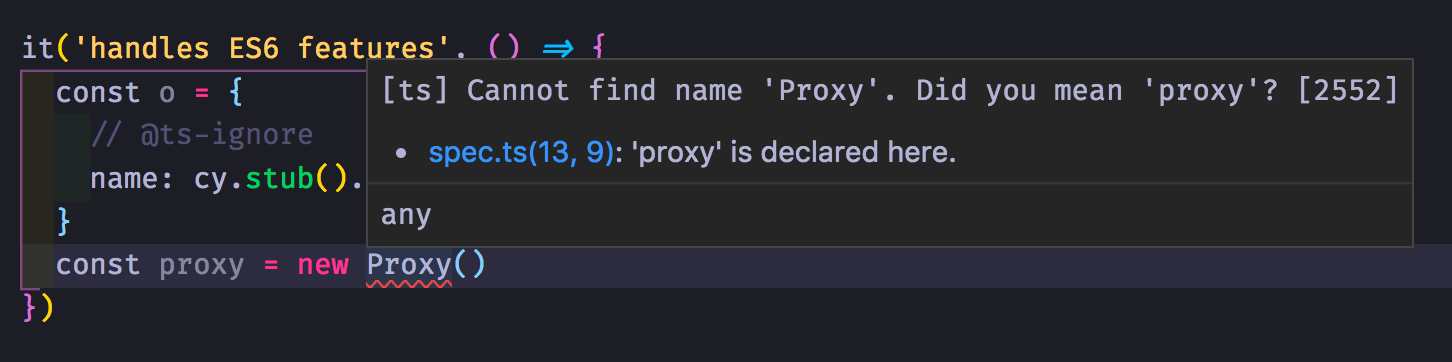 it('handles ES6 features', () => {
const o = {
[ts] Cannot find name 'Proxy'. Did you mean 'proxy'? [2552]
// @ts-ignore
• spec.ts(13, 9): 'proxy' is declared here.
name: cy.stub().
any
}
const proxy = new Proxy()
})